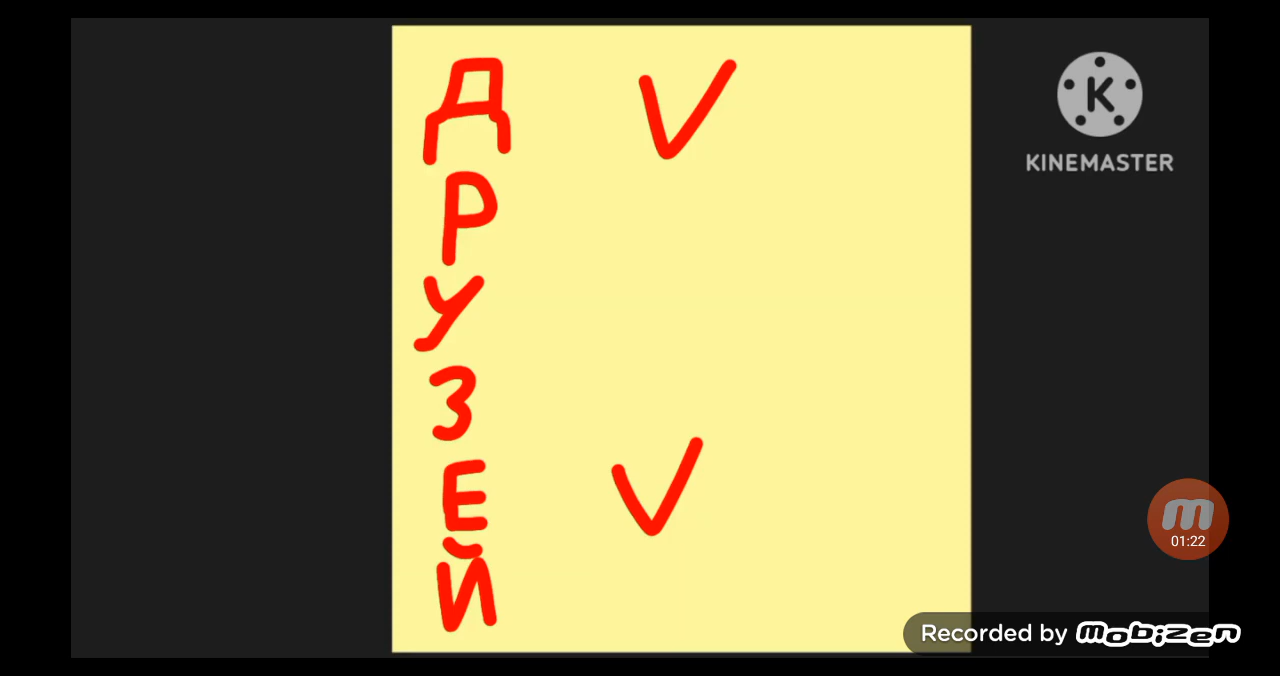 Д
Р
У
З
Е
Й
K
KINEMASTER
01:22
Recorded by mobizen